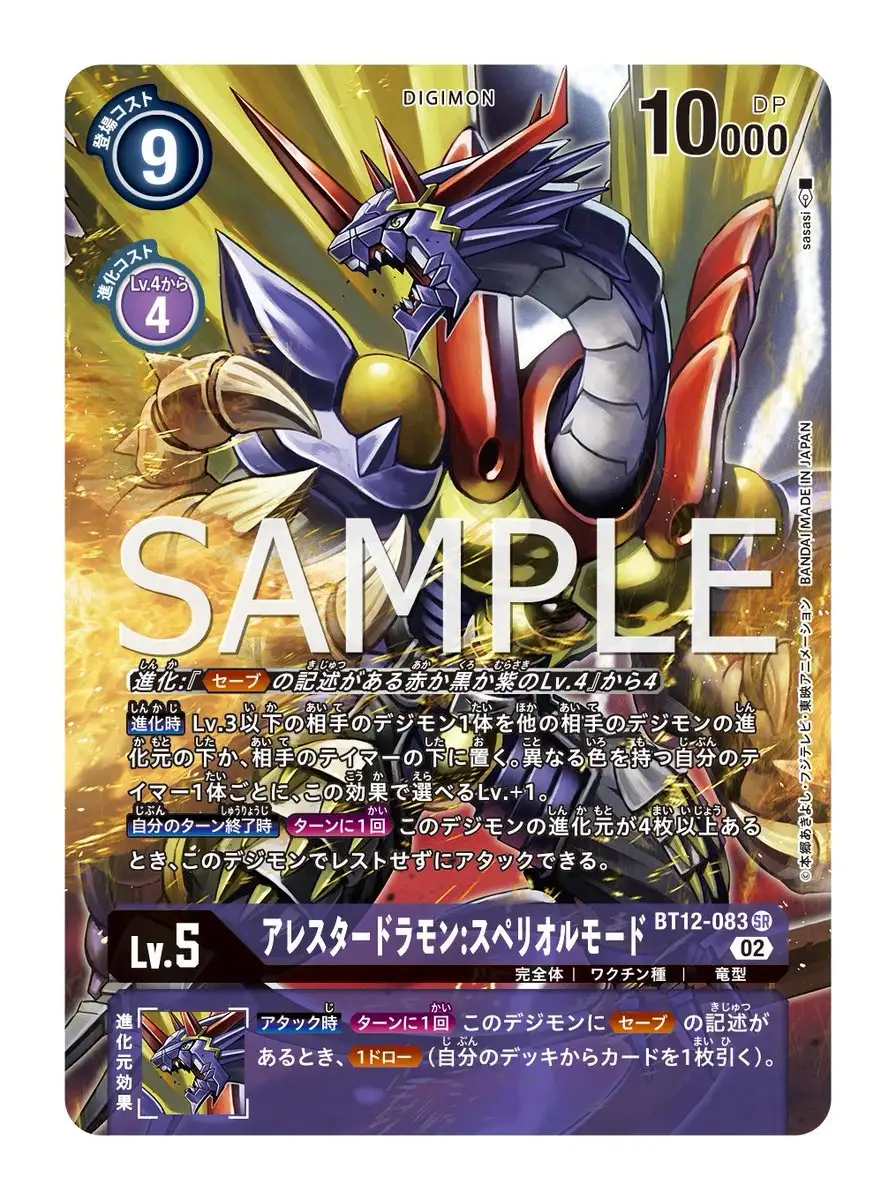 登場コスト
9
DIGIMON
10000
DP
進化コスト
Lv.4から
4
sasasi
SAMPLE
進化:『セーブの記述がある赤か黒か紫のLv.4』から4
進化時 Lv.3以下の相手のデジモン1体を他の相手のデジモンの進
化元の下か、相手のテイマーの下に置く。異なる色を持つ自分のテ
イマー1体ごとに、この効果で選べるLv.+1。
自分のターン終了時 ターンに1回 このデジモンの進化元が4枚以上ある
とき、このデジモンでレストせずにアタックできる。
©本郷あきよし・フジテレビ・東映アニメーション BANDAI MADE IN JAPAN
Lv.5
アレスタードラモン:スペリオルモード
BT12-083 SR
02
完全体 | ワクチン種 | 竜型
進化元効果
アタック時 ターンに1回 このデジモンに セーブ の記述が
あるとき、1ドロー(自分のデッキからカードを1枚引く)。